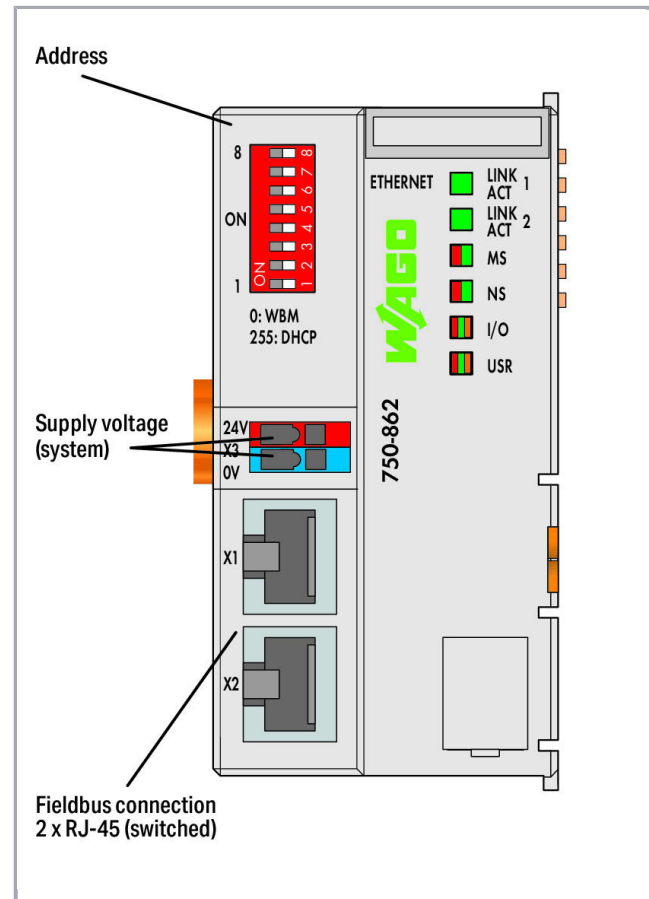 Address
8
8
7
6
5
4
3
2
1
ON
ON
1
0: WBM
255: DHCP
ETHERNET
LINK
ACT 1
LINK
ACT 2
MS
NS
I/O
USR
WAGO
750-862
Supply voltage
(system)
24V
X3
0V
X1
X2
Fieldbus connection
2 x RJ-45 (switched)